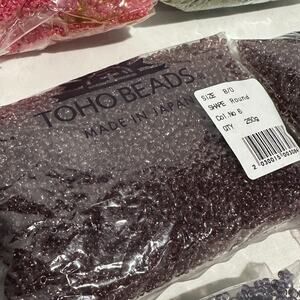 TOHO BEADS
MADE IN JAPAN
SIZE 8/0
SHAPE Round
Col.No 6
QTY 250g